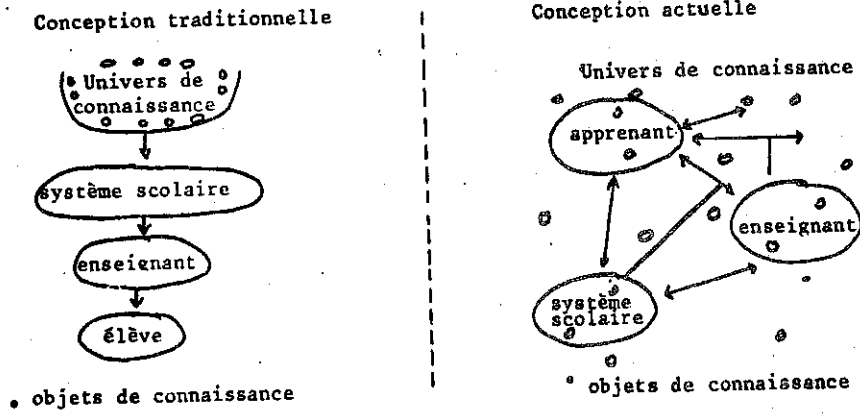 Conception traditionnelle
Univers de
connaissance
système scolaire
enseignant
élève
• objets de connaissance
Conception actuelle
Univers de connaissance
apprenant
enseignant
système
scolaire
° objets de connaissance